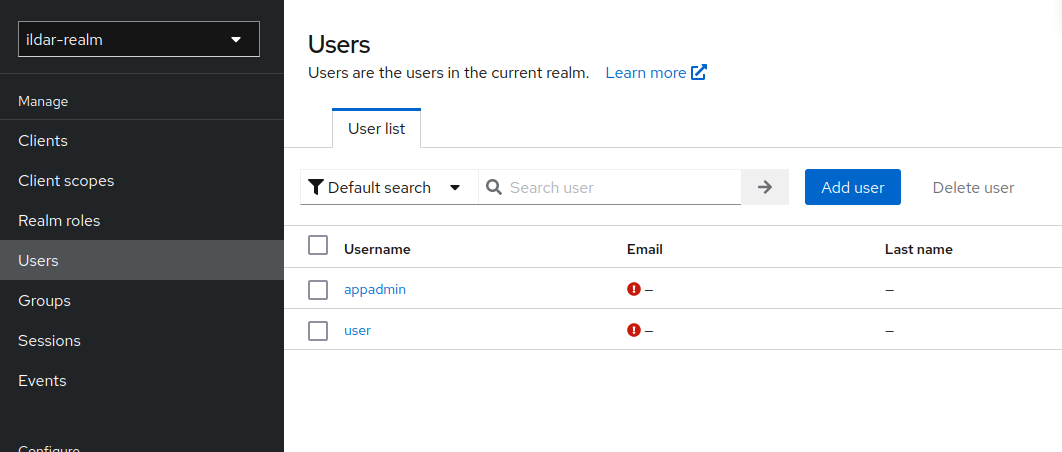 ildar-realm
Manage
Clients
Client scopes
Realm roles
Users
Groups
Sessions
Events
Configure
Users
Users are the users in the current realm. Learn more
User list
Default search Search user Add user Delete user
Username Email Last name
appadmin – –
user – –